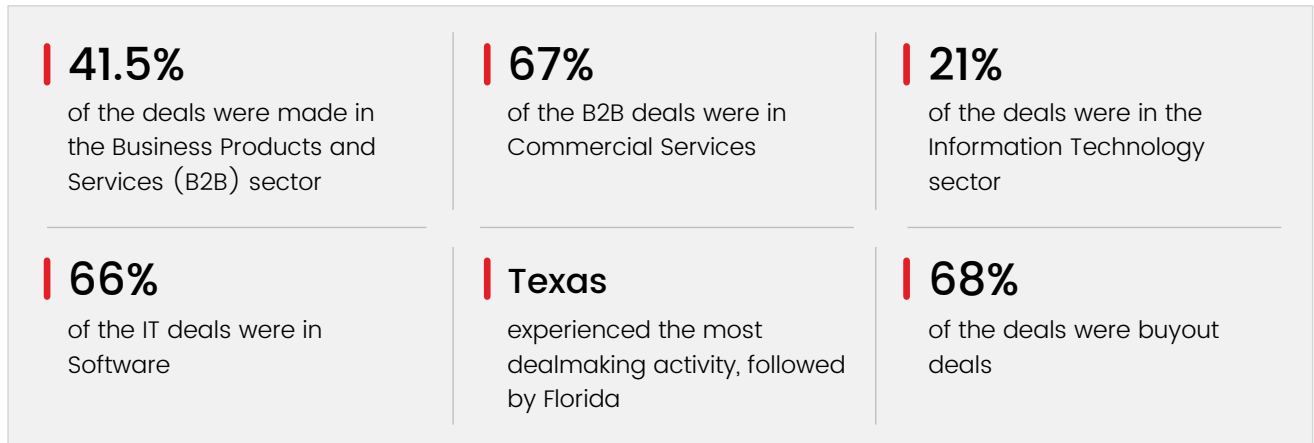 41.5%
of the deals were made in
the Business Products and
Services (B2B) sector
67%
of the B2B deals were in
Commercial Services
21%
of the deals were in the
Information Technology
sector
66%
of the IT deals were in
Software
Texas
experienced the most
dealmaking activity, followed
by Florida
68%
of the deals were buyout
deals